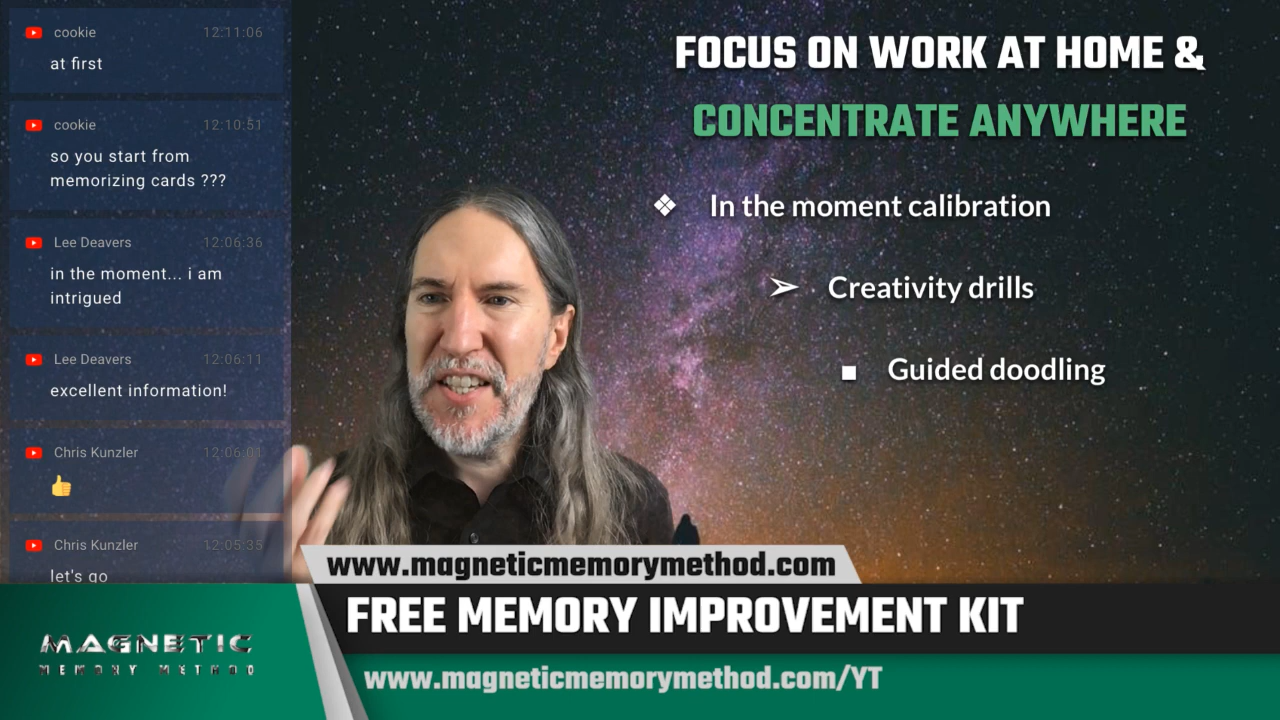 cookie 12:11:06
at first
cookie 12:10:51
so you start from
memorizing cards ???
Lee Deavers 12:06:36
in the moment... i am
intrigued
Lee Deavers 12:06:11
excellent information!
Chris Kunzler 12:06:01
👍
Chris Kunzler 12:05:35
let's go
FOCUS ON WORK AT HOME &
CONCENTRATE ANYWHERE
❖ In the moment calibration
➢ Creativity drills
▪ Guided doodling
www.magneticmemorymethod.com
FREE MEMORY IMPROVEMENT KIT
www.magneticmemorymethod.com/YT
MAGNETIC
MEMORY METHOD